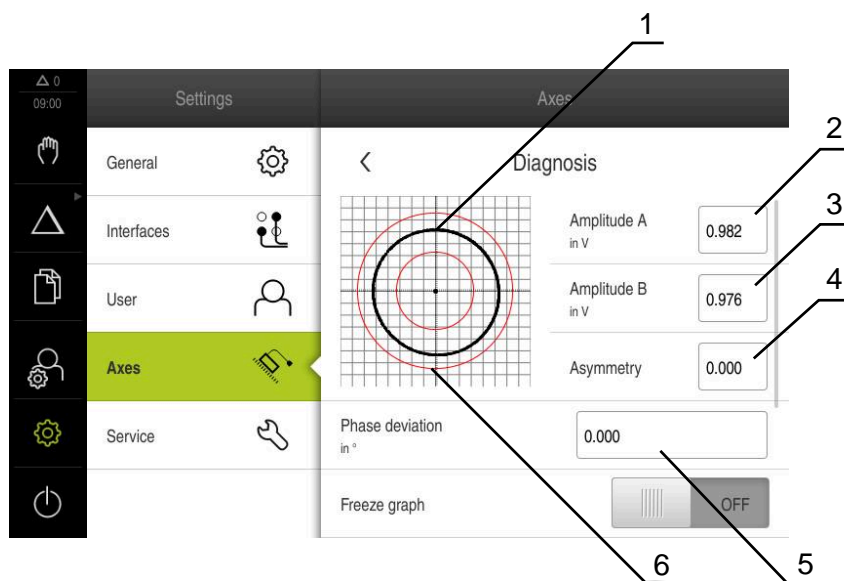 1
△ 0
09:00
Settings
Axes
General
Interfaces
User
Axes
Service
Diagnosis
2
Amplitude A
in V
0.982
3
Amplitude B
in V
0.976
4
Asymmetry
0.000
Phase deviation
in °
0.000
Freeze graph
OFF
6
5